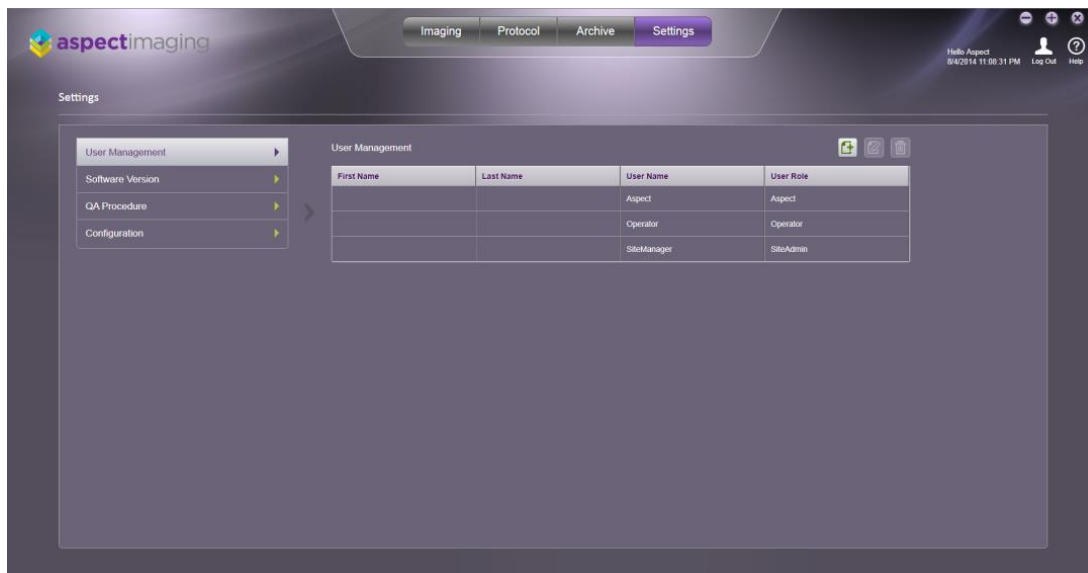 aspectimaging
Imaging Protocol Archive Settings
Hello Aspect
8/4/2014 11:08:31 PM
Log Out
Help
Settings
User Management
Software Version
QA Procedure
Configuration
User Management
First Name Last Name User Name User Role
Aspect Aspect
Operator Operator
SiteManager SiteAdmin